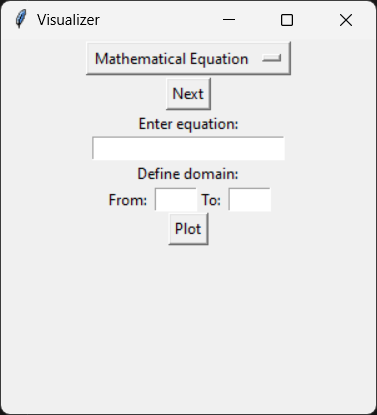 Visualizer
Mathematical Equation
Next
Enter equation:
Define domain:
From: To:
Plot